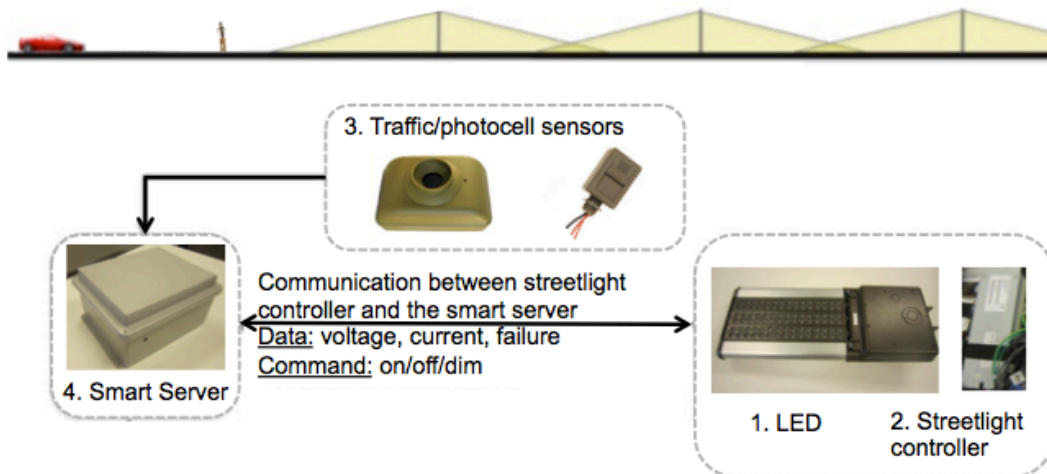 3. Traffic/photocell sensors
Communication between streetlight
controller and the smart server
Data: voltage, current, failure
Command: on/off/dim
4. Smart Server
1. LED
2. Streetlight
controller